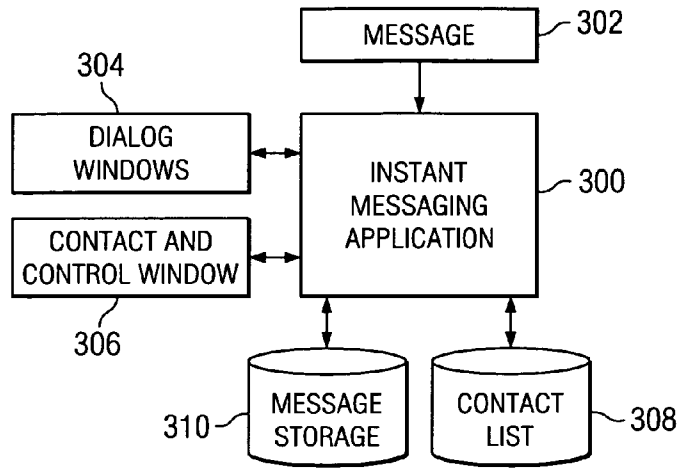 MESSAGE
302
304
DIALOG
WINDOWS
INSTANT
MESSAGING
APPLICATION
300
CONTACT AND
CONTROL WINDOW
306
310
MESSAGE
STORAGE
CONTACT
LIST
308